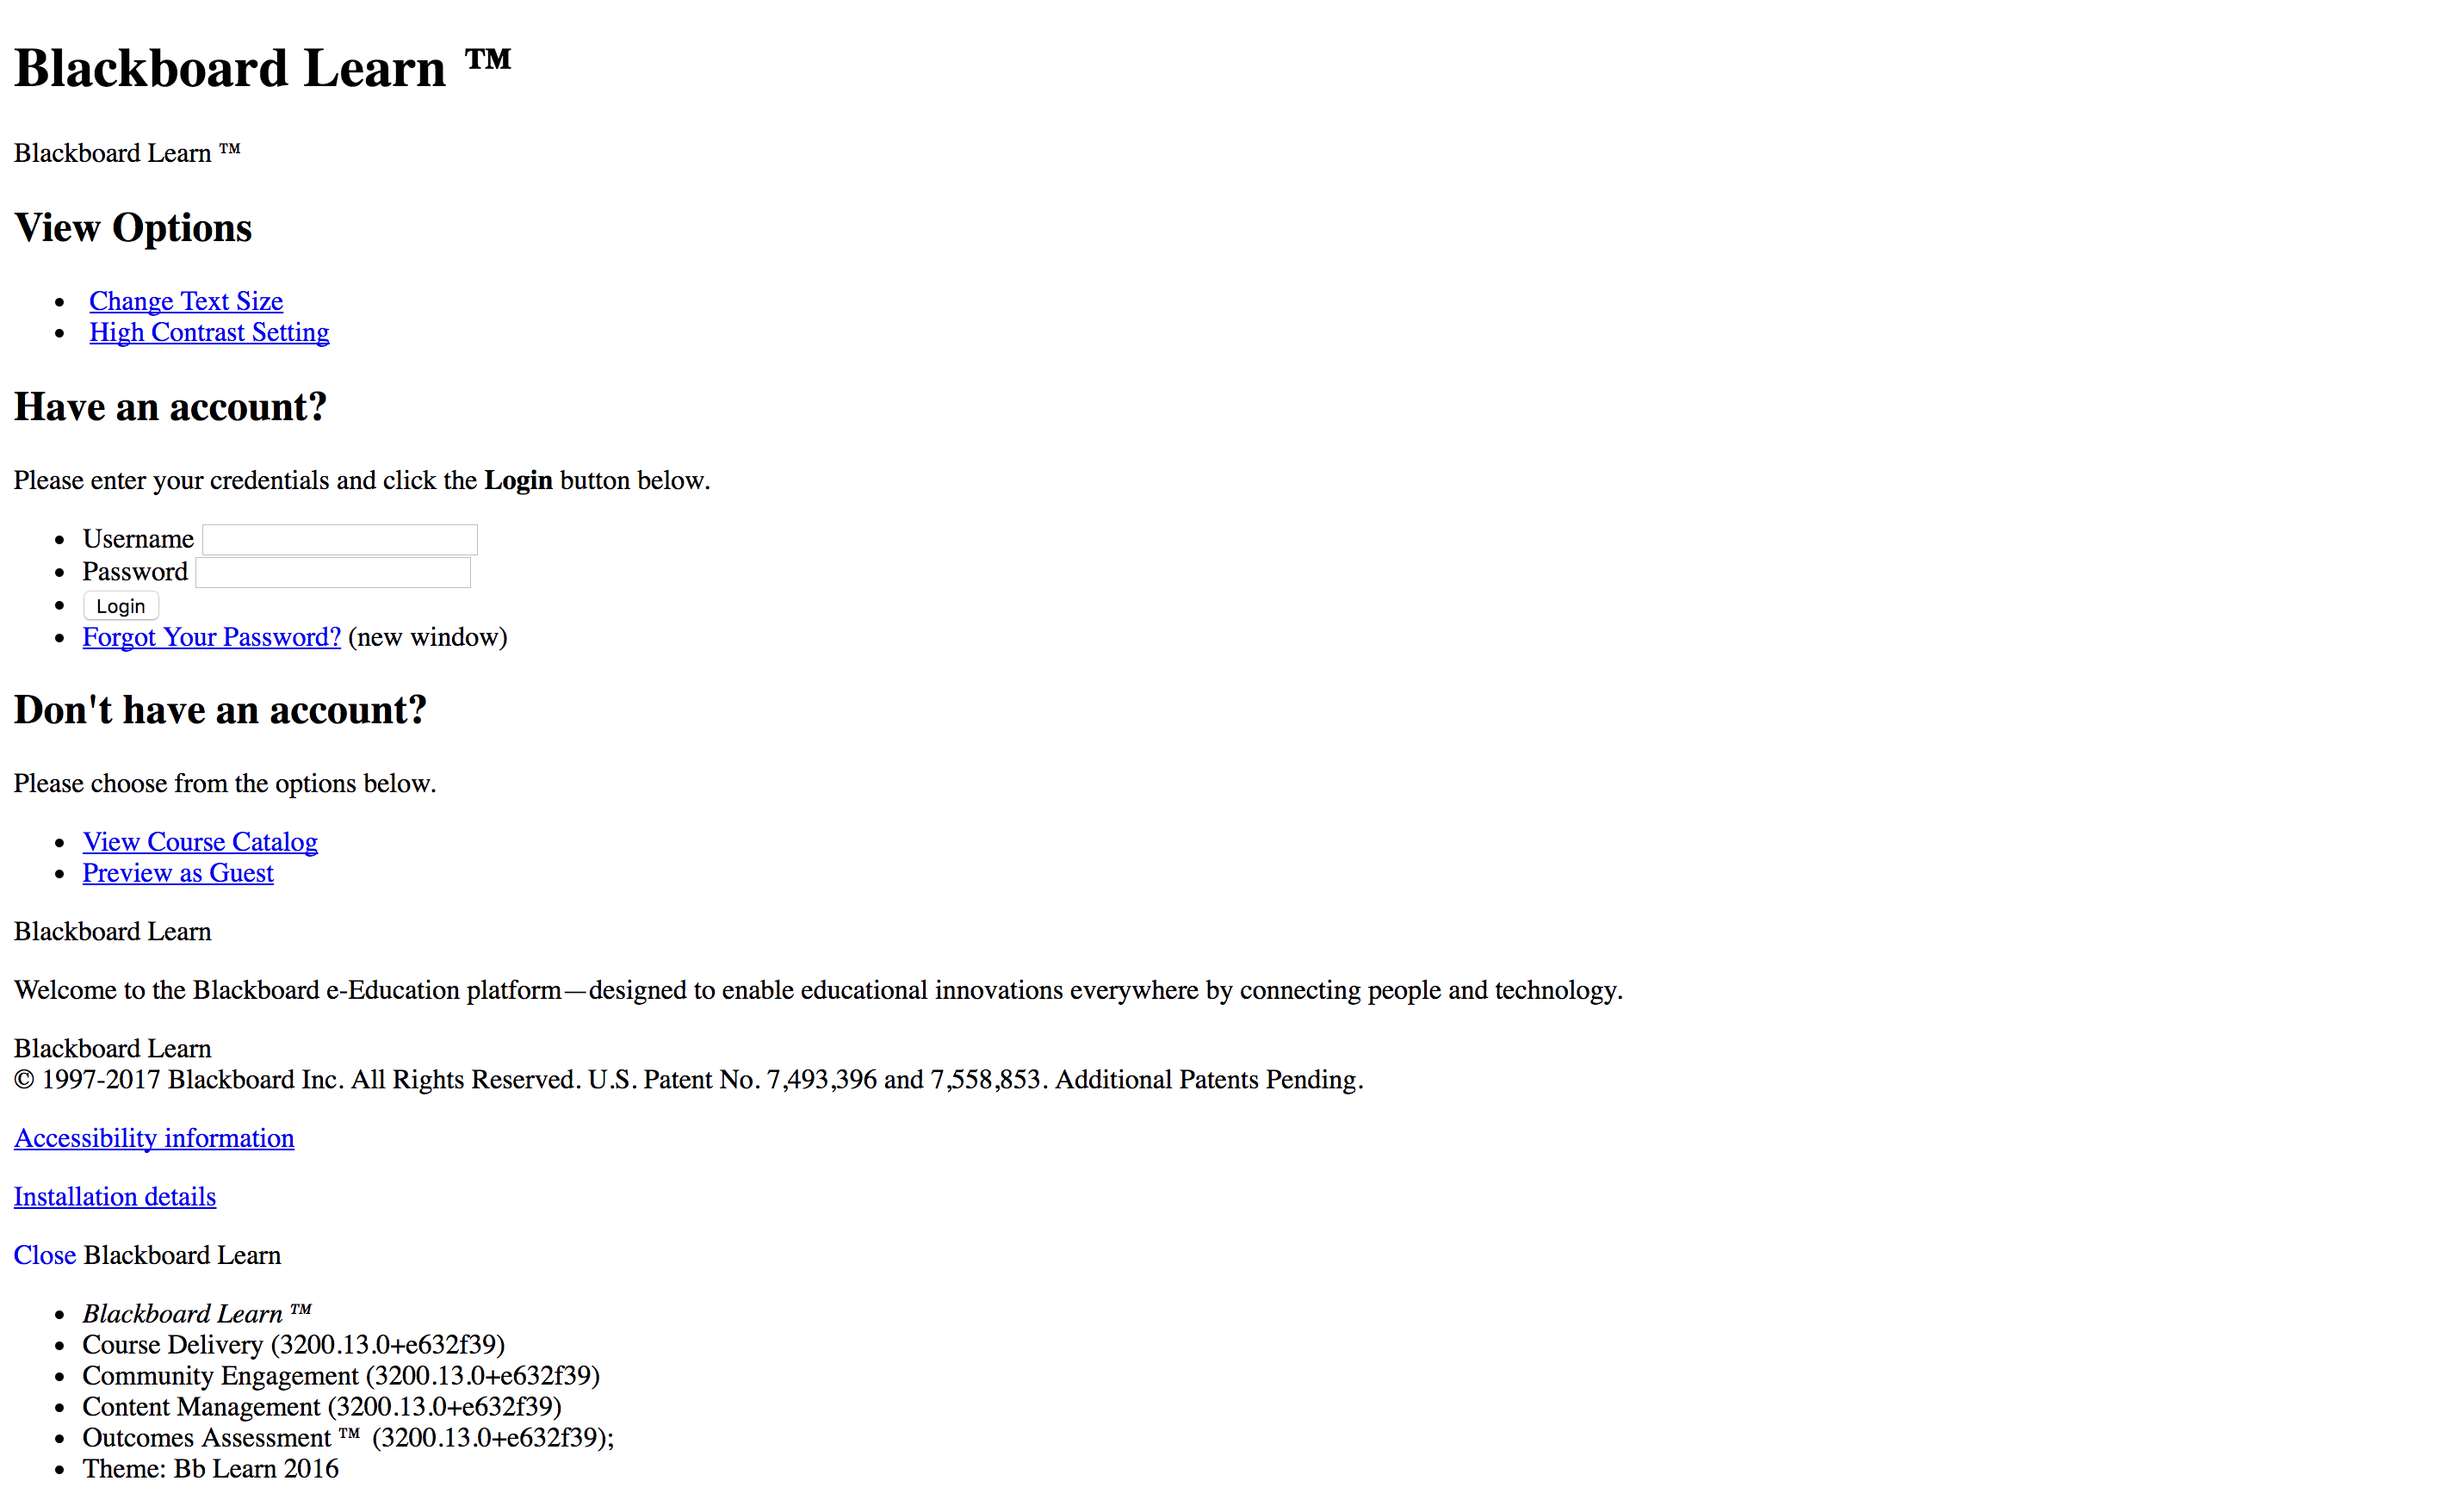 Blackboard Learn ™
Blackboard Learn ™
View Options
Change Text Size
High Contrast Setting
Have an account?
Please enter your credentials and click the Login button below.
Username
Password
Login
Forgot Your Password? (new window)
Don't have an account?
Please choose from the options below.
View Course Catalog
Preview as Guest
Blackboard Learn
Welcome to the Blackboard e-Education platform—designed to enable educational innovations everywhere by connecting people and technology.
Blackboard Learn
© 1997-2017 Blackboard Inc. All Rights Reserved. U.S. Patent No. 7,493,396 and 7,558,853. Additional Patents Pending.
Accessibility information
Installation details
Close Blackboard Learn
Blackboard Learn ™
Course Delivery (3200.13.0+e632f39)
Community Engagement (3200.13.0+e632f39)
Content Management (3200.13.0+e632f39)
Outcomes Assessment ™ (3200.13.0+e632f39);
Theme: Bb Learn 2016